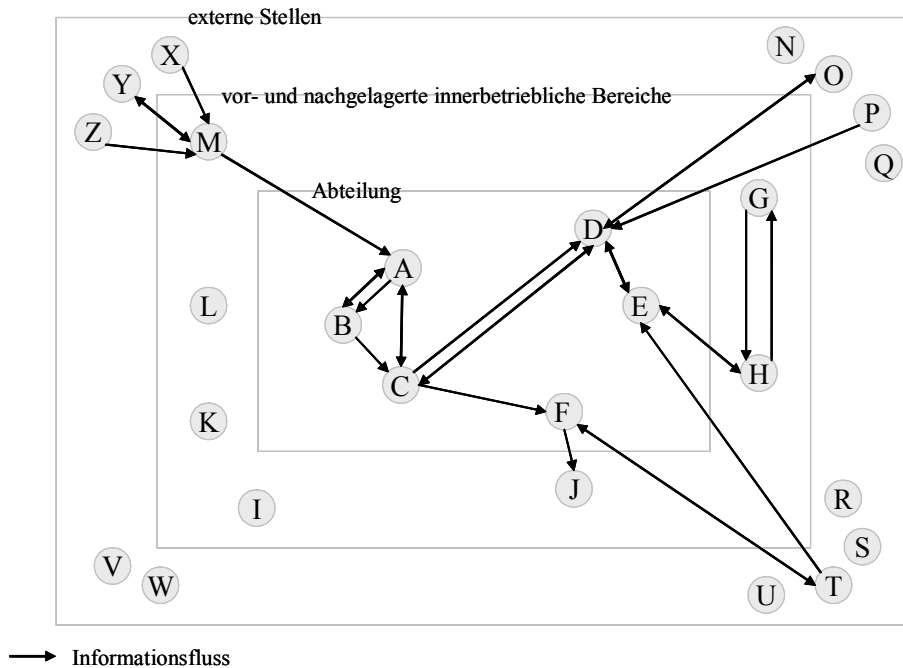 externe Stellen
N
X
O
Y
vor- und nachgelagerte innerbetriebliche Bereiche
P
Z
M
Q
Abteilung
G
D
A
L
E
B
H
C
F
K
J
R
I
S
V
W
T
U
Informationsfluss